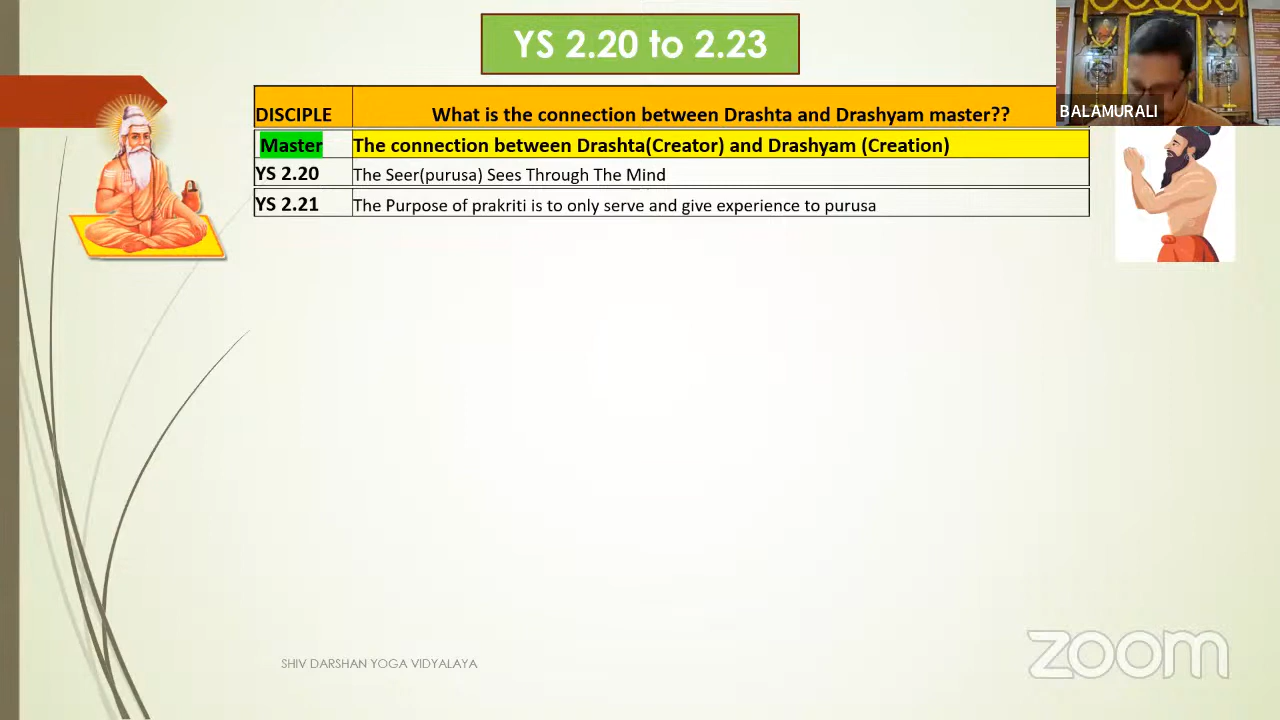 YS 2.20 to 2.23
DISCIPLE What is the connection between Drashta and Drashyam master??
BALAMURALI
Master The connection between Drashta(Creator) and Drashyam (Creation)
YS 2.20 The Seer(purusa) Sees Through The Mind
YS 2.21 The Purpose of prakriti is to only serve and give experience to purusa
SHIV DARSHAN YOGA VIDYALAYA
zoom